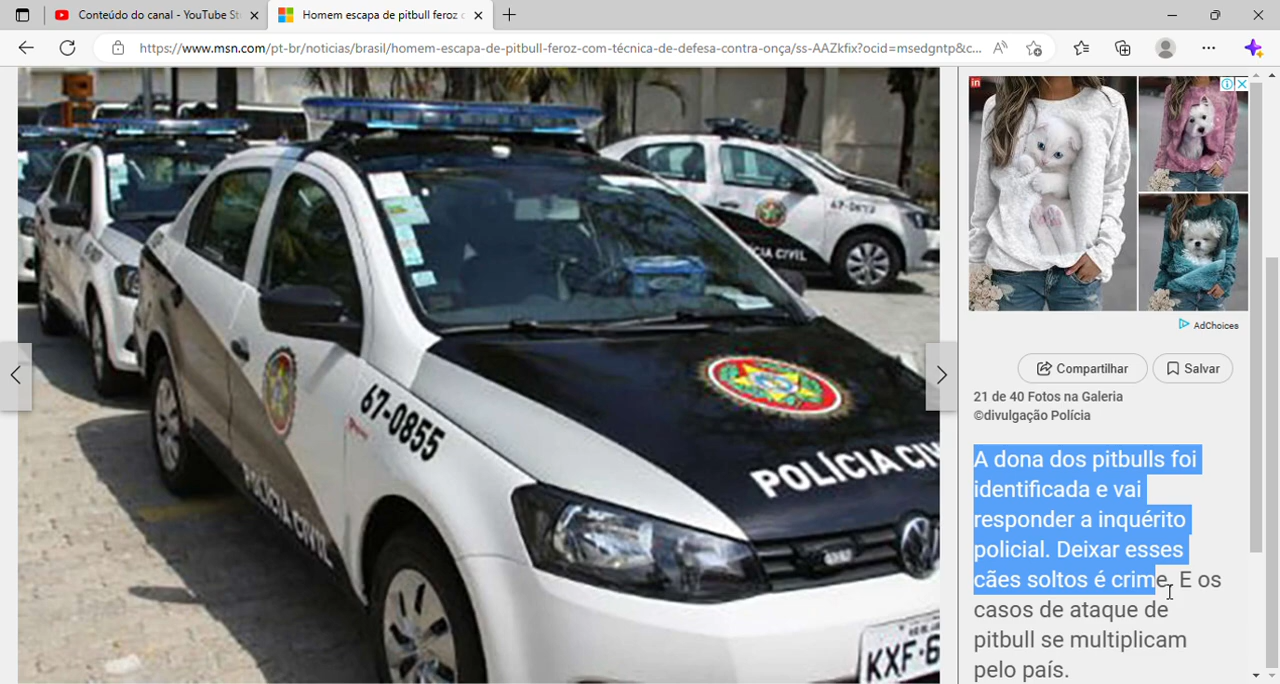 Conteúdo do canal - YouTube St
Homem escapa de pitbull feroz c
https://www.msn.com/pt-br/noticias/brasil/homem-escapa-de-pitbull-feroz-com-técnica-de-defesa-contra-onça/ss-AAZkfix?ocid=msedgntp&c...
67-0855
POLÍCIA CIVIL
POLÍCIA CIV
KXF-6
67-0673
LÍCIA CIVIL
in
AdChoices
Compartilhar
Salvar
21 de 40 Fotos na Galeria
©divulgação Polícia
A dona dos pitbulls foi
identificada e vai
responder a inquérito
policial. Deixar esses
cães soltos é crime. E os
casos de ataque de
pitbull se multiplicam
pelo país.